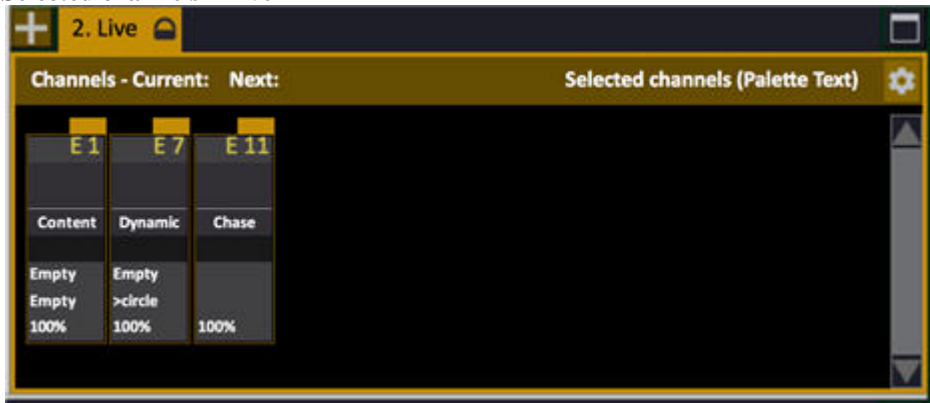 2. Live
Channels - Current: Next:
Selected channels (Palette Text)
E 1 E 7 E 11
Content Dynamic Chase
Empty Empty
Empty >circle
100% 100% 100%